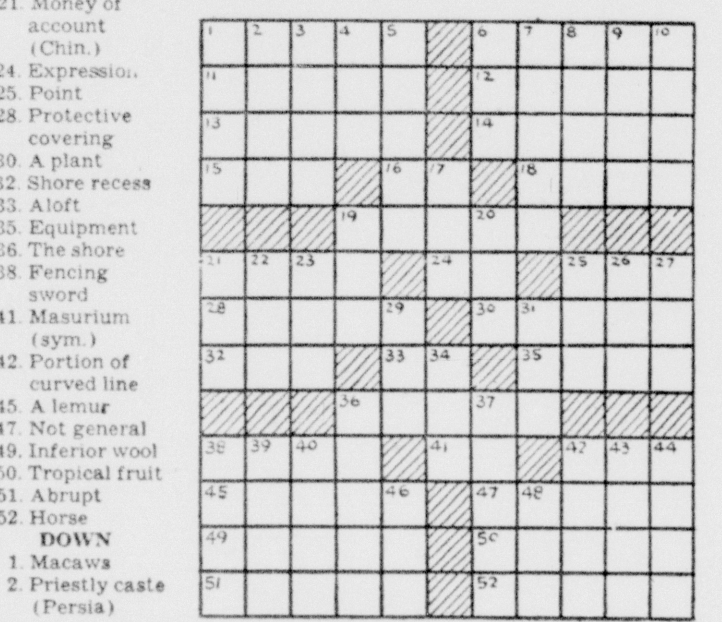 21. Money of
account
(Chin.)
24. Expression.
25. Point
28. Protective
covering
30. A plant
32. Shore recess
33. Aloft
35. Equipment
36. The shore
38. Fencing
sword
41. Masurium
(sym.)
42. Portion of
curved line
45. A lemur
47. Not general
49. Inferior wool
50. Tropical fruit
51. Abrupt
52. Horse
DOWN
1. Macaws
2. Priestly caste
(Persia)
1 2 3 4 5 6 7 8 9 10
11 12
13 14
15 16 17 18
19 20
21 22 23 24 25 26 27
28 29 30 31
32 33 34 35
36 37
38 39 40 41 42 43 44
45 46 47 48
49 50
51 52